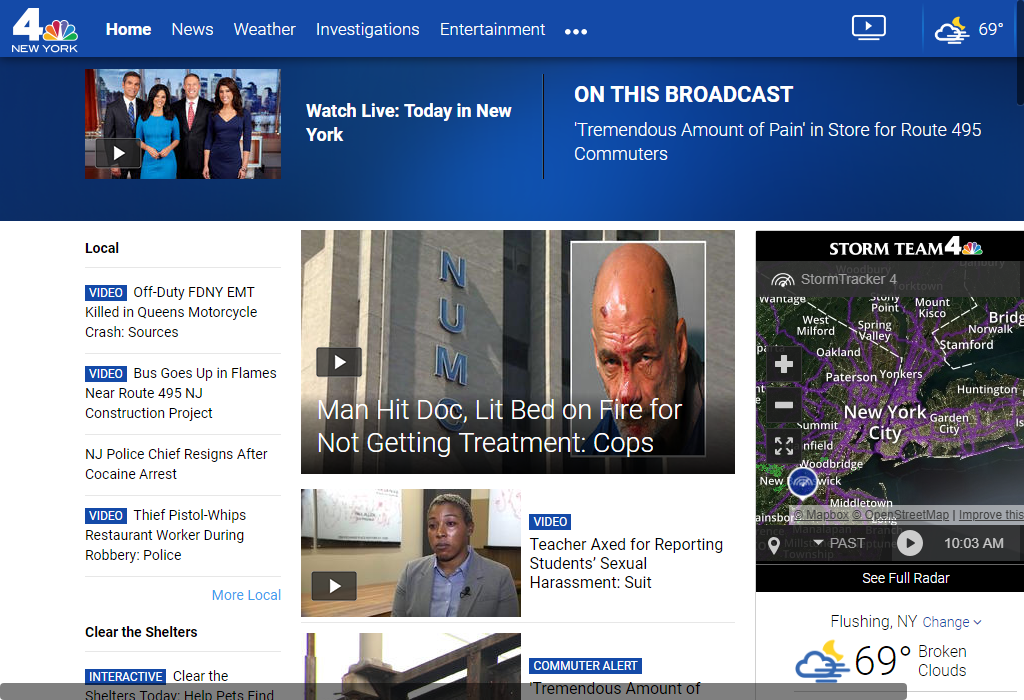 4
NEW YORK
Home News Weather Investigations Entertainment
69°
Watch Live: Today in New
York
ON THIS BROADCAST
'Tremendous Amount of Pain' in Store for Route 495
Commuters
Local
VIDEO Off-Duty FDNY EMT
Killed in Queens Motorcycle
Crash: Sources
VIDEO Bus Goes Up in Flames
Near Route 495 NJ
Construction Project
NJ Police Chief Resigns After
Cocaine Arrest
VIDEO Thief Pistol-Whips
Restaurant Worker During
Robbery: Police
More Local
Clear the Shelters
INTERACTIVE Clear the
Shelters Today: Help Pets Find
NUMC
Man Hit Doc, Lit Bed on Fire for
Not Getting Treatment: Cops
VIDEO
Teacher Axed for Reporting
Students’ Sexual
Harassment: Suit
COMMUTER ALERT
'Tremendous Amount of
STORM TEAM 4
StormTracker 4
Woodbury
Yorktown
Wantage
Stony
Point
Mount
Kisco
West
Milford
Spring
Valley
Bridg
Norwalk
Stamford
Oakland
Paterson
Yonkers
Huntington
New York
City
Garden
City
Summit
nfield
Woodbridge
New
wick
Middletown
ainsbor
© Mapbox © OpenStreetMap | Improve this
Township
PAST
10:03 AM
See Full Radar
Flushing, NY Change
69° Broken
Clouds